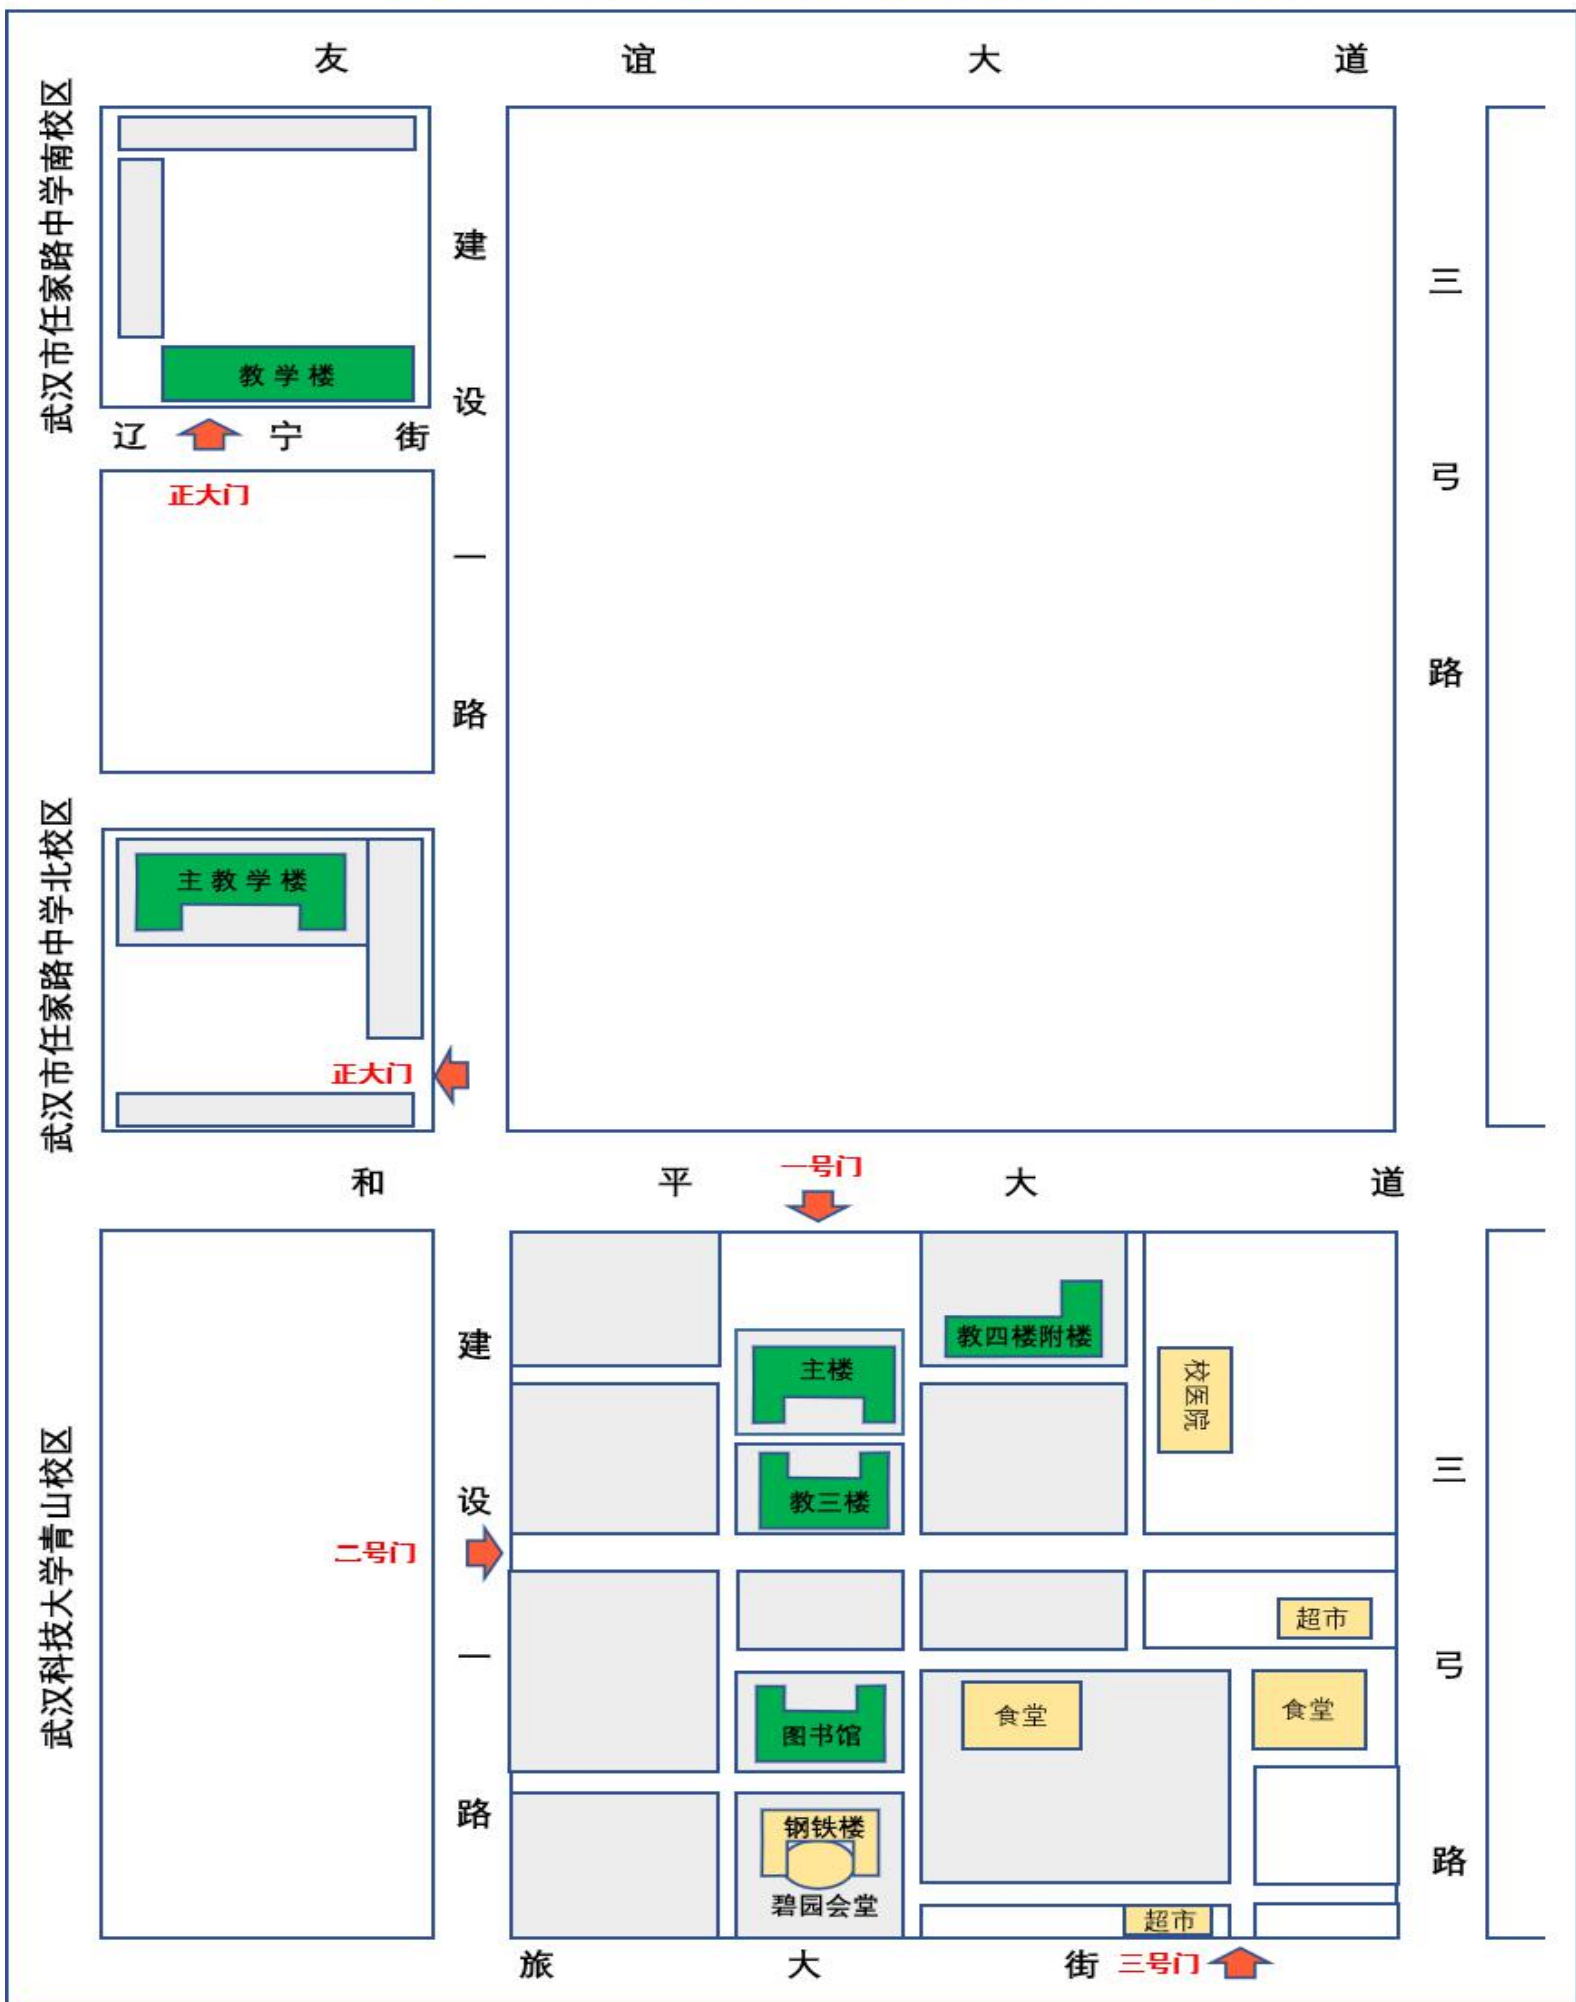 友谊大道
武汉市任家路中学南校区
教学楼
辽宁街
正大门
建设一路
三弓路
武汉市任家路中学北校区
主教学楼
正大门
和平大道
一号门
武汉科技大学青山校区
二号门
建设一路
主楼
教三楼
教四楼附楼
校医院
超市
图书馆
食堂
食堂
钢铁楼
碧园会堂
超市
三弓路
旅大街
三号门